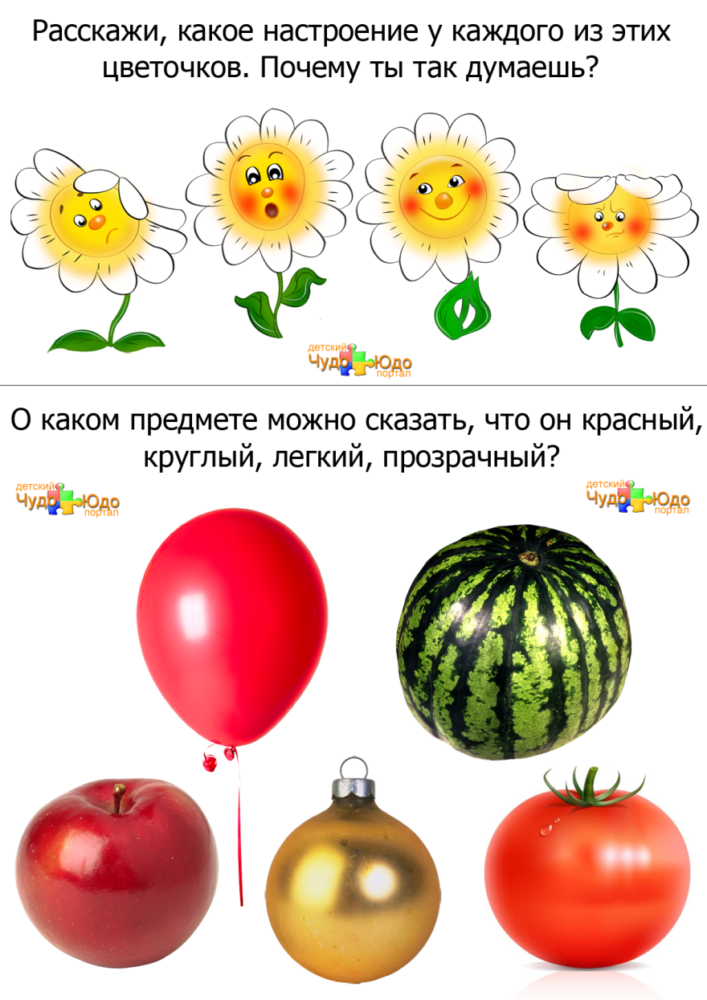 Расскажи, какое настроение у каждого из этих
цветочков. Почему ты так думаешь?
детский
Чудо Юдо
портал
О каком предмете можно сказать, что он красный,
круглый, легкий, прозрачный?
детский
Чудо Юдо
портал
детский
Чудо Юдо
портал